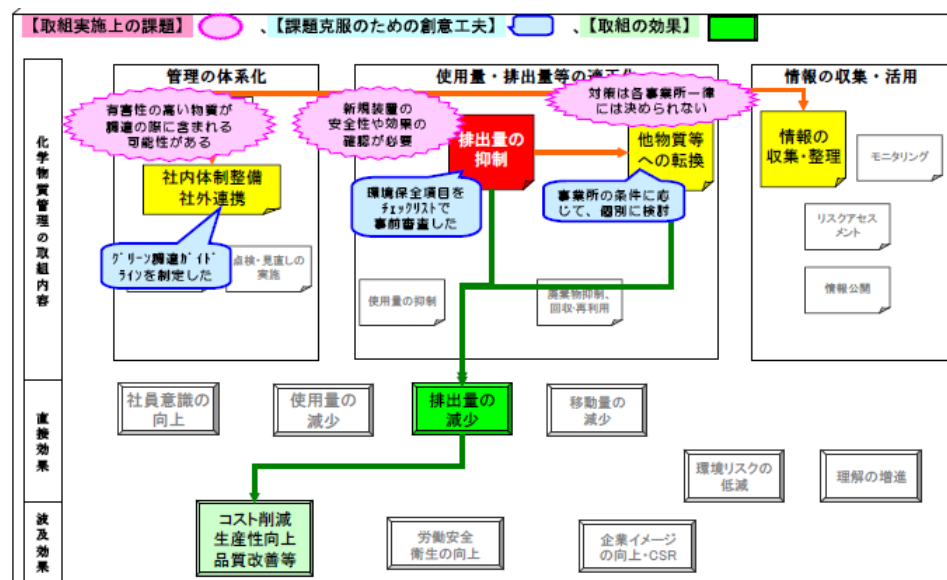 【取組実施上の課題】
、【課題克服のための創意工夫】
、【取組の効果】
化学物質管理の取組内容
管理の体系化
有害性の高い物質が
調達の際に含まれる
可能性がある
社内体制整備
社外連携
グリーン調達ガイド
ラインを制定した
点検・見直しの
実施
使用量・排出量等の適正化
新規装置の
安全性や効果の
確認が必要
排出量の
抑制
環境保全項目を
チェックリストで
事前審査した
対策は各事業所一律
には決められない
他物質等
への転換
事業所の条件に応
じて、個別に検討
使用量の抑制
廃棄物抑制、
回収・再利用
情報の収集・活用
情報の
収集・整理
モニタリング
リスクアセス
メント
情報公開
直接効果
社員意識の
向上
使用量の
減少
排出量の
減少
移動量の
減少
環境リスクの
低減
理解の増進
波及効果
コスト削減
生産性向上
品質改善等
労働安全
衛生の向上
企業イメージ
の向上・CSR